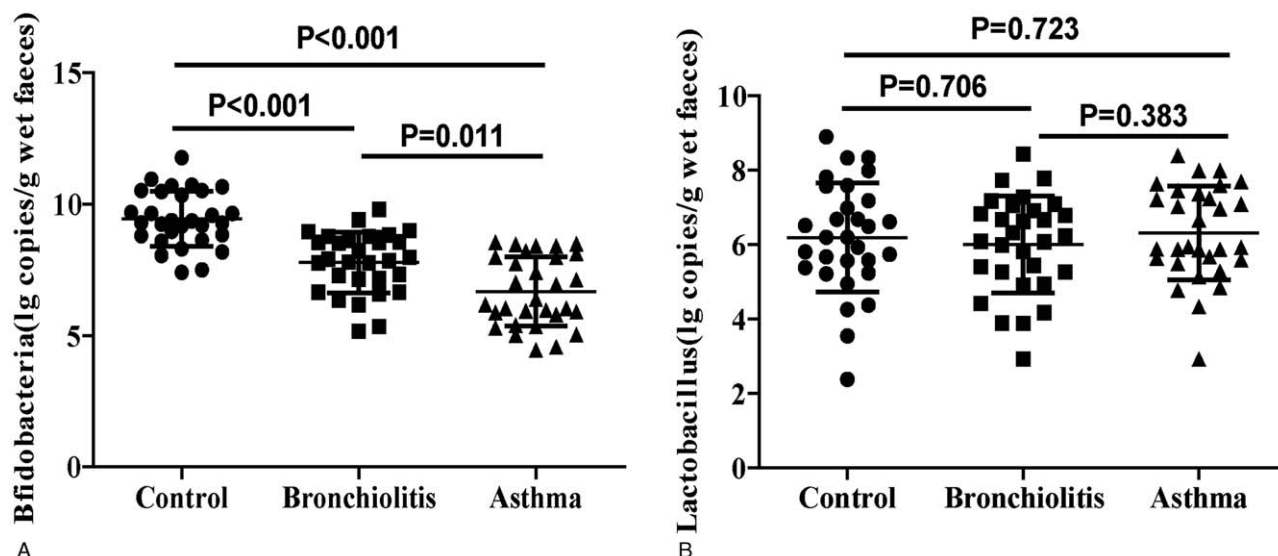 P<0.001
P<0.001
P=0.011
Bfidobacteria(lg copies/g wet faeces)
15
10
5
0
Control Bronchiolitis Asthma
A
P=0.723
P=0.706
P=0.383
Lactobacillus(lg copies/g wet faeces)
10
8
6
4
2
0
Control Bronchiolitis Asthma
B